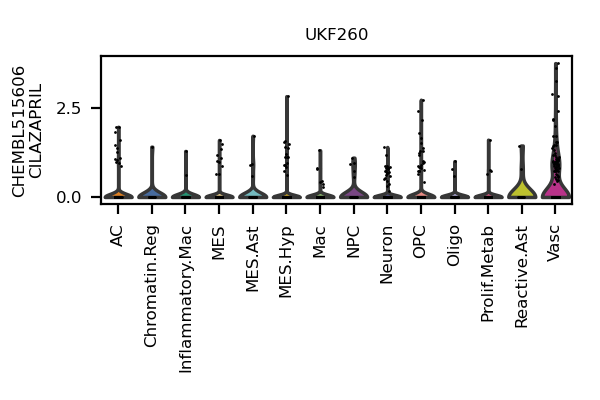 UKF260
CHEMBL515606
CILAZAPRIL
2.5
0.0
AC
Chromatin.Reg
Inflammatory.Mac
MES
MES.Ast
MES.Hyp
Mac
NPC
Neuron
OPC
Oligo
Prolif.Metab
Reactive.Ast
Vasc